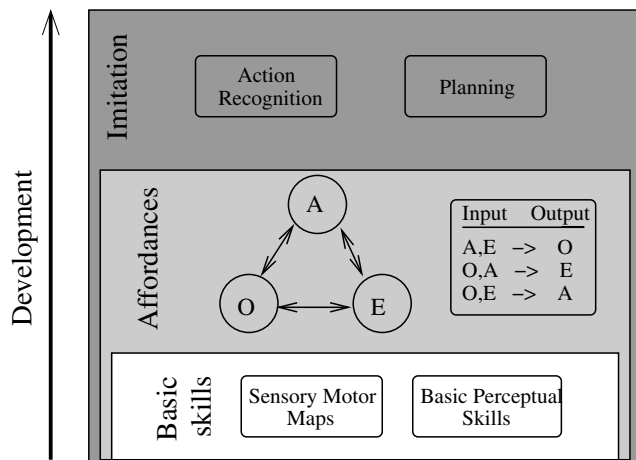 Development
Imitation
Action
Recognition
Planning
Affordances
A
O
E
Input Output
A,E -> O
O,A -> E
O,E -> A
Basic
skills
Sensory Motor
Maps
Basic Perceptual
Skills